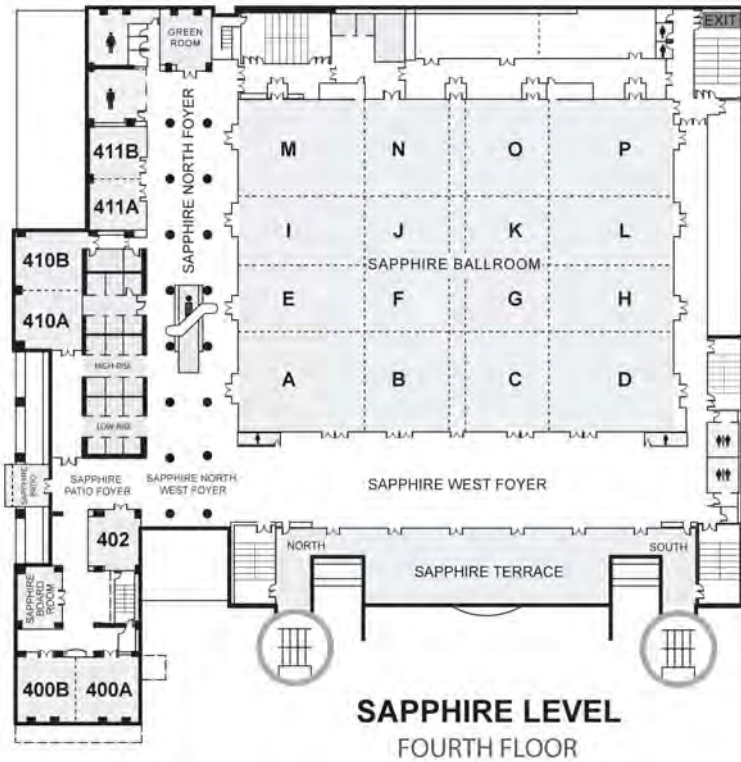 GREEN
ROOM
EXIT
SAPPHIRE NORTH FOYER
M
N
O
P
411B
411A
I
J
K
L
410B
SAPPHIRE BALLROOM
410A
E
F
G
H
HIGH-RISE
A
B
C
D
LOW-RISE
SAPPHIRE
PATIO
SAPPHIRE
PATIO FOYER
SAPPHIRE NORTH
WEST FOYER
SAPPHIRE WEST FOYER
402
NORTH
SOUTH
SAPPHIRE TERRACE
SAPPHIRE
BOARD
ROOM
400B
400A
SAPPHIRE LEVEL
FOURTH FLOOR